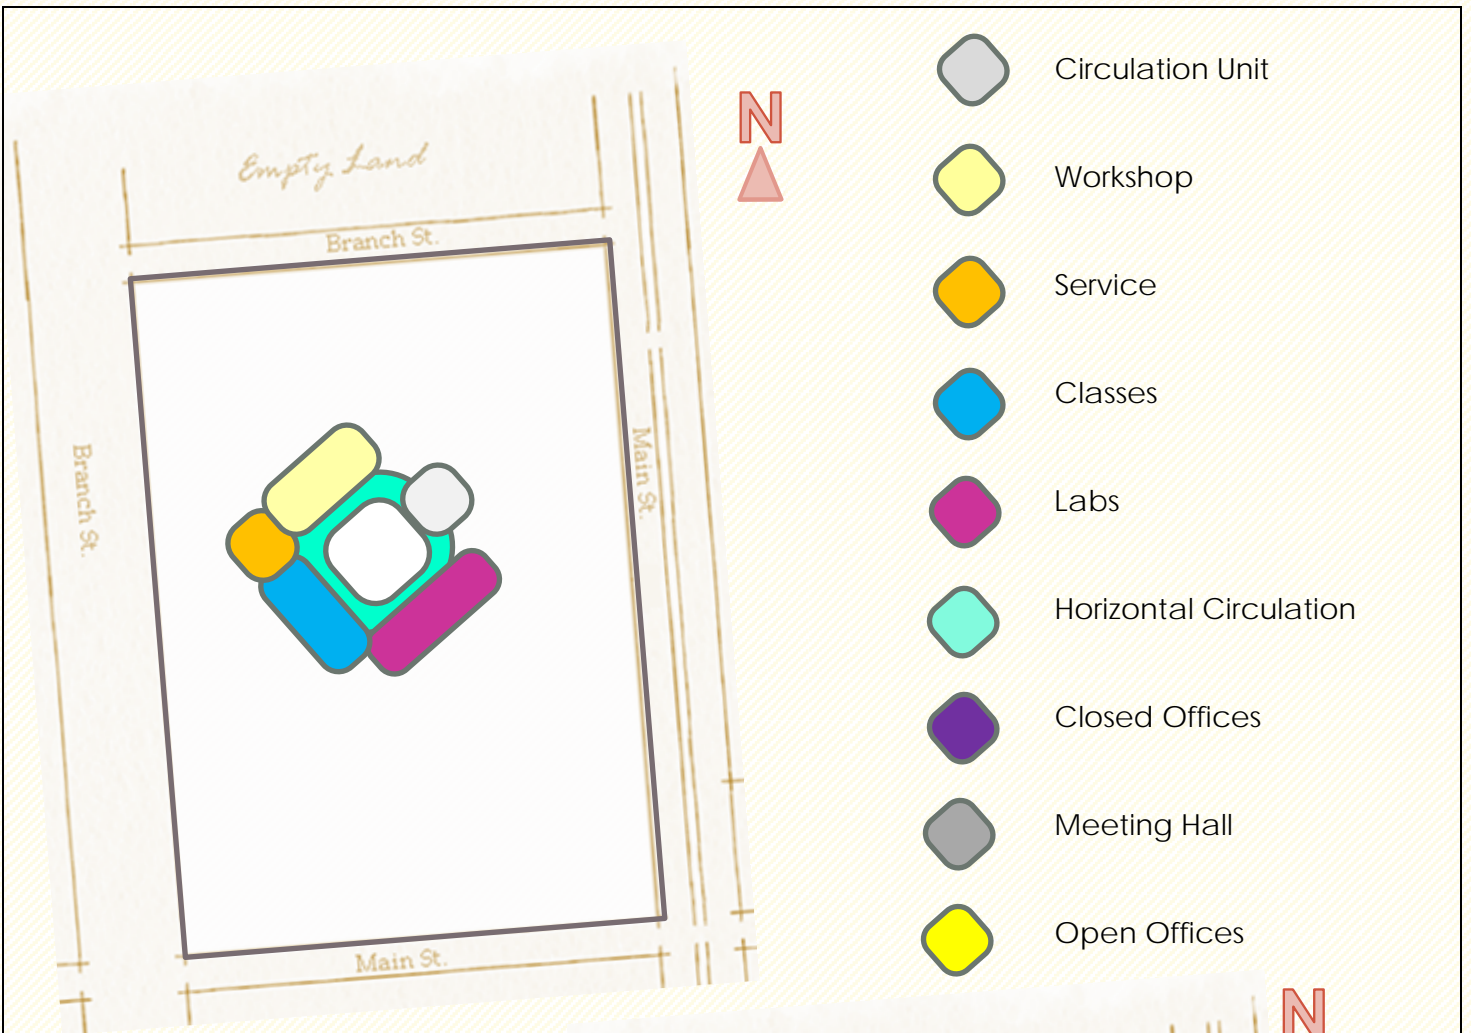 Empty Land
Branch St.
Branch St.
Main St.
Main St.
N
Circulation Unit
Workshop
Service
Classes
Labs
Horizontal Circulation
Closed Offices
Meeting Hall
Open Offices
N